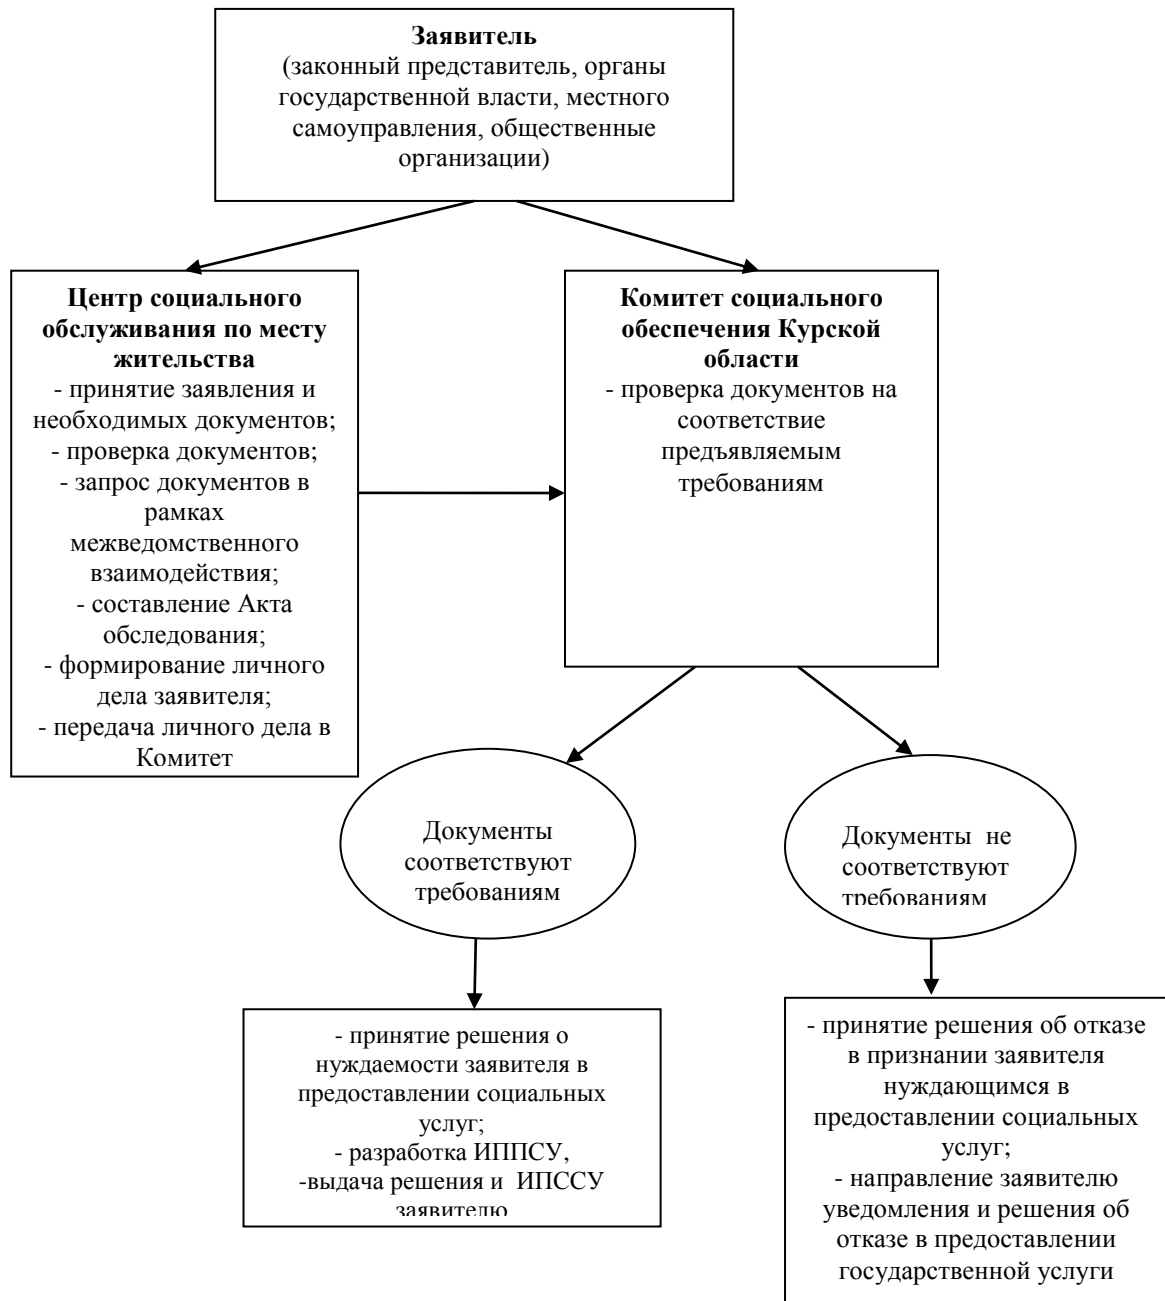 Заявитель
(законный представитель, органы
государственной власти, местного
самоуправления, общественные
организации)
Центр социального
обслуживания по месту
жительства
- принятие заявления и
необходимых документов;
- проверка документов;
- запрос документов в
рамках
межведомственного
взаимодействия;
- составление Акта
обследования;
- формирование личного
дела заявителя;
- передача личного дела в
Комитет
Комитет социального
обеспечения Курской
области
- проверка документов на
соответствие
предъявляемым
требованиям
Документы
соответствуют
требованиям
Документы не
соответствуют
требованиям
- принятие решения о
нуждаемости заявителя в
предоставлении социальных
услуг;
- разработка ИППСУ,
-выдача решения и ИПССУ
заявителю
- принятие решения об отказе
в признании заявителя
нуждающимся в
предоставлении социальных
услуг;
- направление заявителю
уведомления и решения об
отказе в предоставлении
государственной услуги